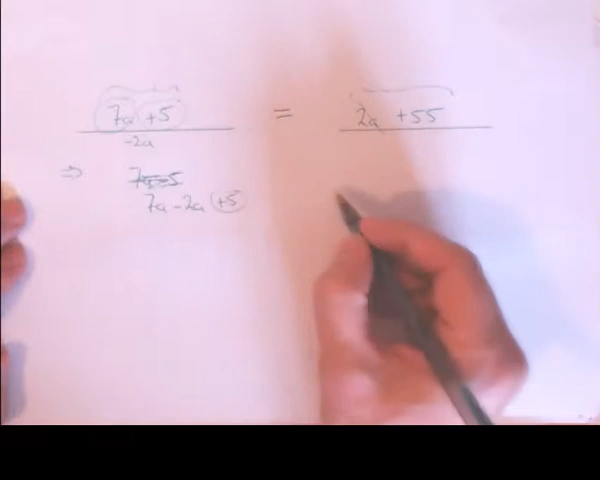 7a +5 = 2a +55
-2a
⇒
7a - 2a +5